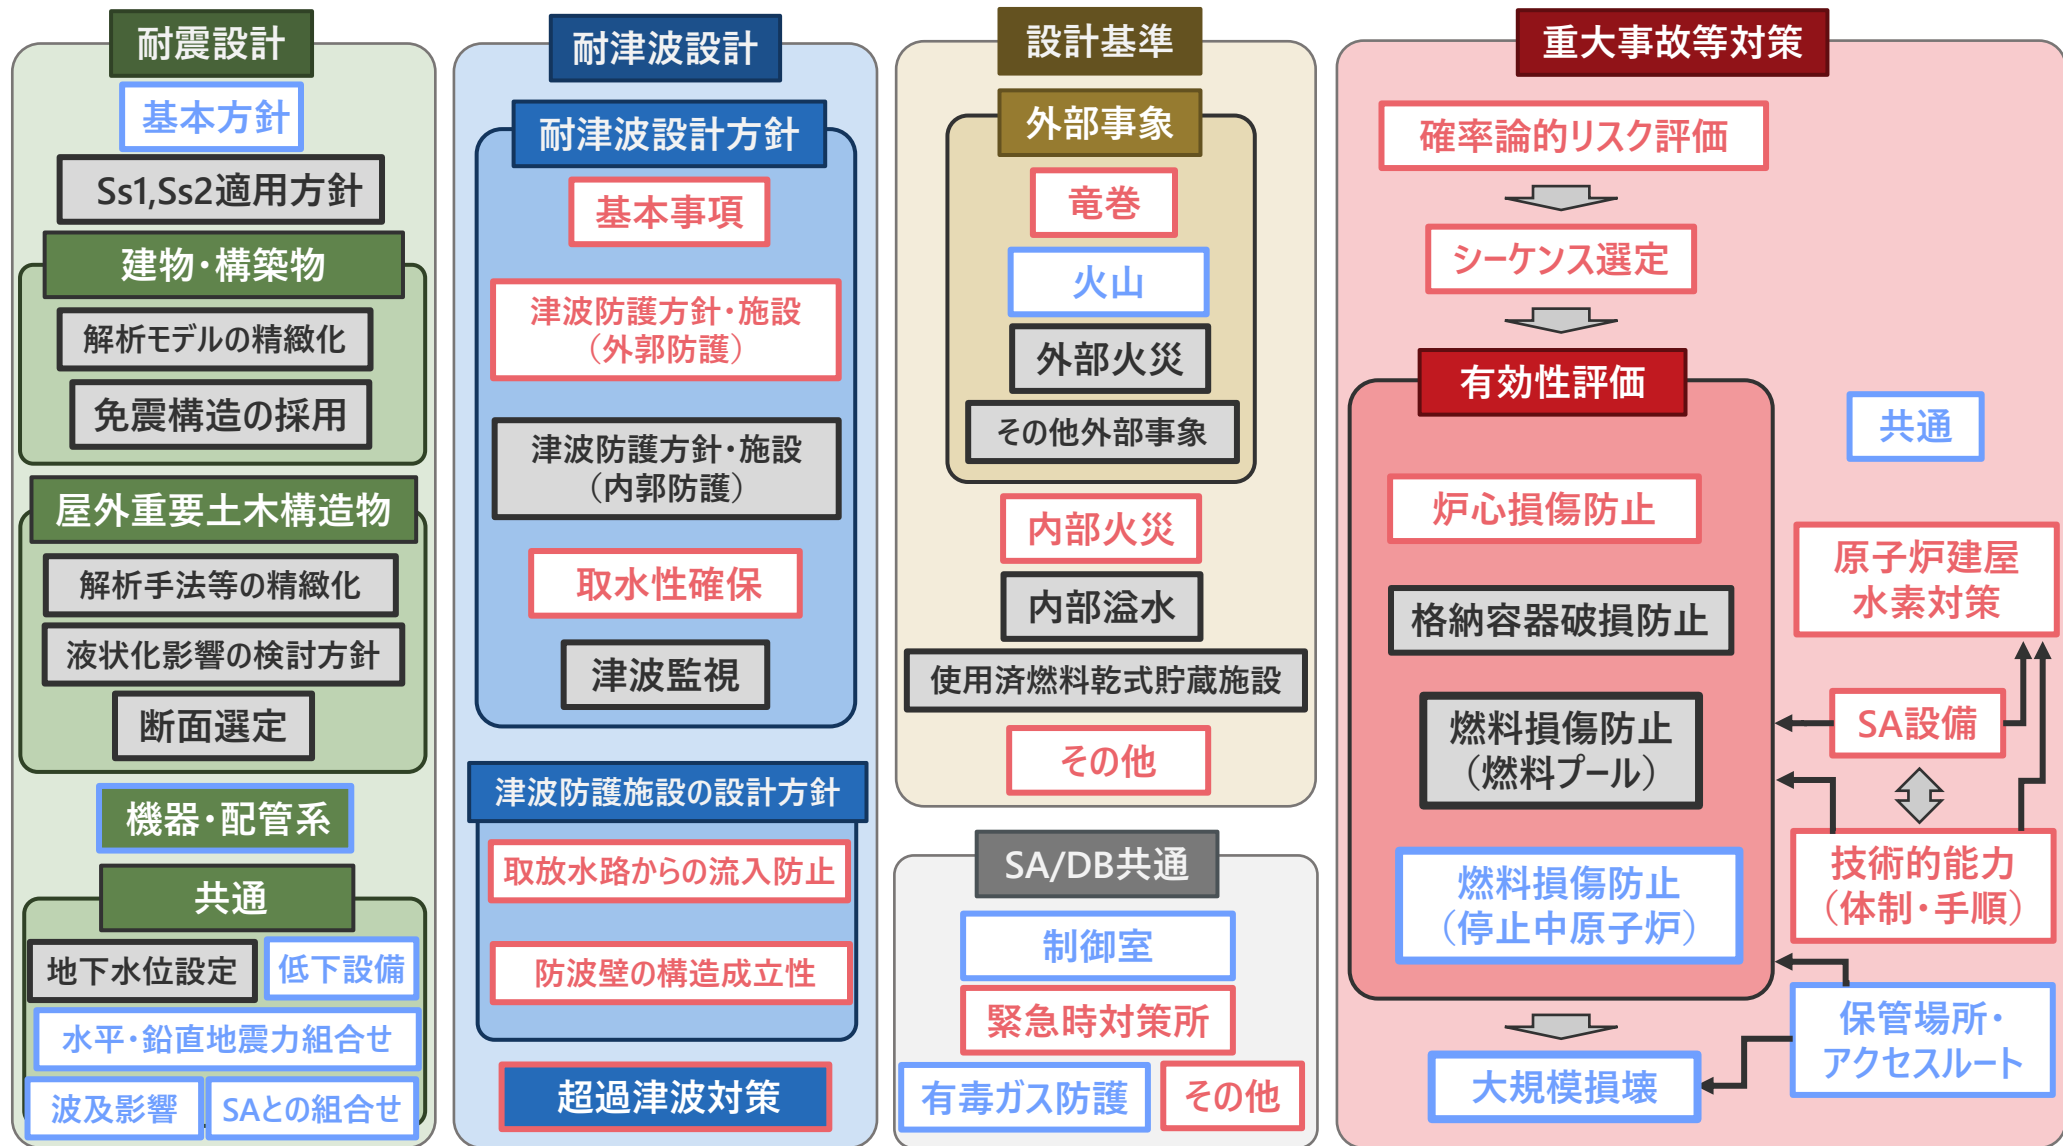 耐震設計
基本方針
Ss1,Ss2適用方針
建物・構築物
解析モデルの精緻化
免震構造の採用
屋外重要土木構造物
解析手法等の精緻化
液状化影響の検討方針
断面選定
機器・配管系
共通
地下水位設定
低下設備
水平・鉛直地震力組合せ
波及影響
SAとの組合せ
耐津波設計
耐津波設計方針
基本事項
津波防護方針・施設
（外郭防護）
津波防護方針・施設
（内郭防護）
取水性確保
津波監視
津波防護施設の設計方針
取放水路からの流入防止
防波壁の構造成立性
超過津波対策
設計基準
外部事象
竜巻
火山
外部火災
その他外部事象
内部火災
内部溢水
使用済燃料乾式貯蔵施設
その他
SA/DB共通
制御室
緊急時対策所
有毒ガス防護
その他
重大事故等対策
確率論的リスク評価
シーケンス選定
有効性評価
炉心損傷防止
格納容器破損防止
燃料損傷防止
（燃料プール）
燃料損傷防止
（停止中原子炉）
大規模損壊
共通
原子炉建屋
水素対策
SA設備
技術的能力
（体制・手順）
保管場所・
アクセスルート